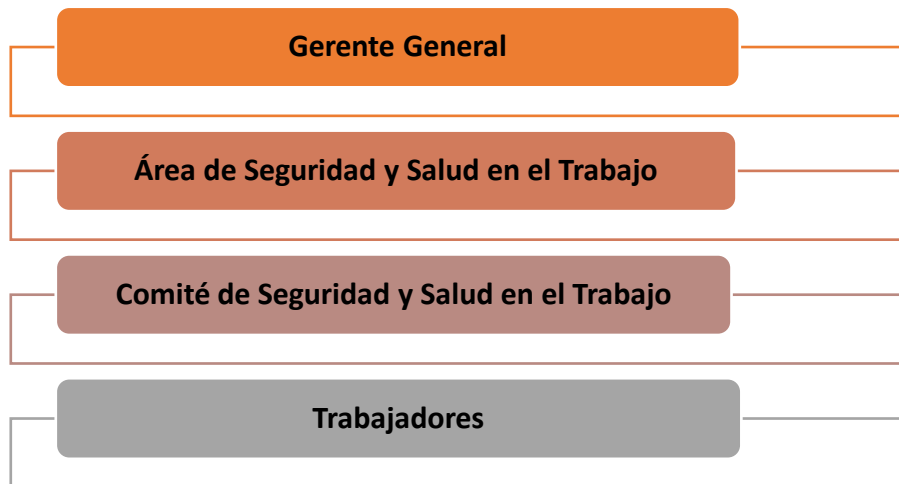 Gerente General
Área de Seguridad y Salud en el Trabajo
Comité de Seguridad y Salud en el Trabajo
Trabajadores